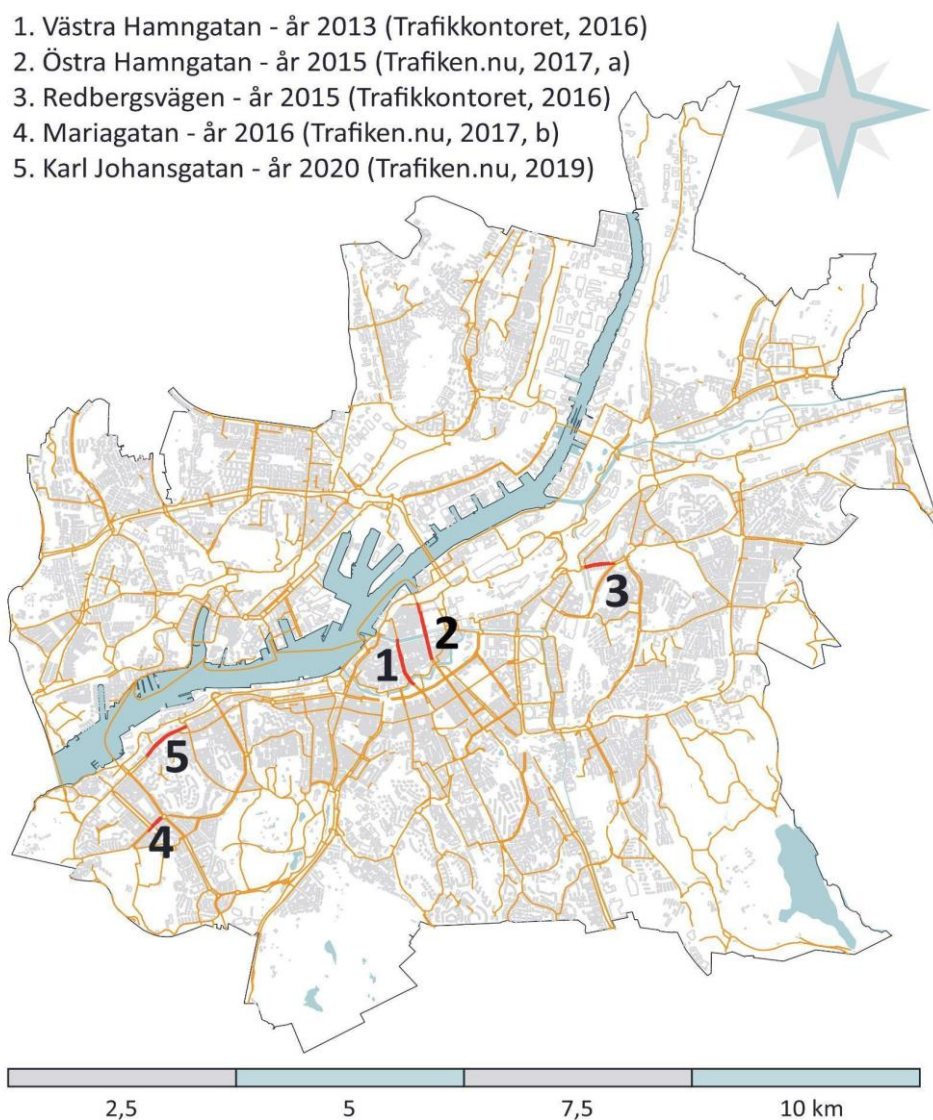 1. Västra Hamngatan - år 2013 (Trafikkontoret, 2016)
2. Östra Hamngatan - år 2015 (Trafiken.nu, 2017, a)
3. Redbergsvägen - år 2015 (Trafikkontoret, 2016)
4. Mariagatan - år 2016 (Trafiken.nu, 2017, b)
5. Karl Johansgatan - år 2020 (Trafiken.nu, 2019)
3
2
1
5
4
2,5 5 7,5 10 km